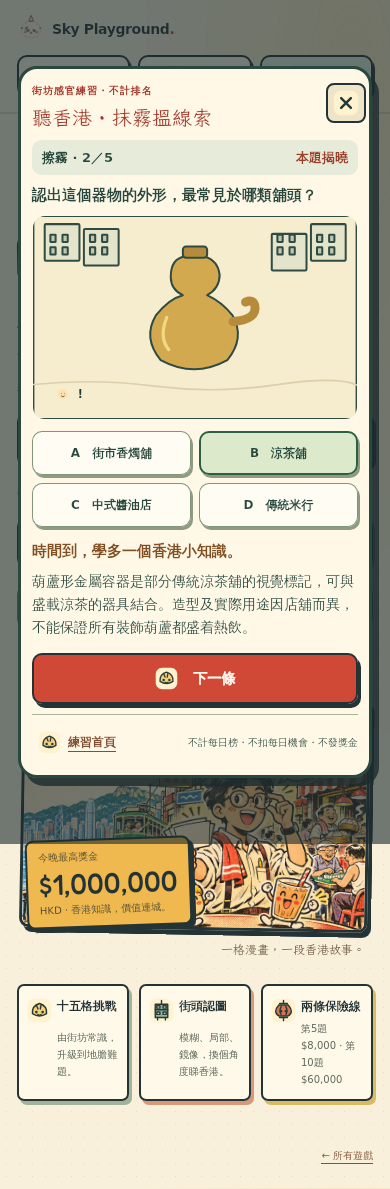 Sky Playground.
街坊感官練習·不計排名
聽香港·抹霧搵線索
擦霧·2／5
本題揭曉
認出這個器物的外形，最常見於哪類舖頭？
!
A 街市香燭舖
B 涼茶舖
C 中式醬油店
D 傳統米行
時間到，學多一個香港小知識。
葫蘆形金屬容器是部分傳統涼茶舖的視覺標記，可與
盛載涼茶的器具結合。造型及實際用途因店舖而異，
不能保證所有裝飾葫蘆都盛着熱飲。
下一條
練習首頁
不計每日榜·不扣每日機會·不發獎金
今晚最高獎金
$1,000,000
HKD·香港知識，價值連城。
一格漫畫，一段香港故事。
十五格挑戰
由街坊常識，
升級到地膽難
題。
街頭認圖
模糊、局部、
鏡像，換個角
度睇香港。
兩條保險線
第5題
$8,000·第
10題
$60,000
← 所有遊戲